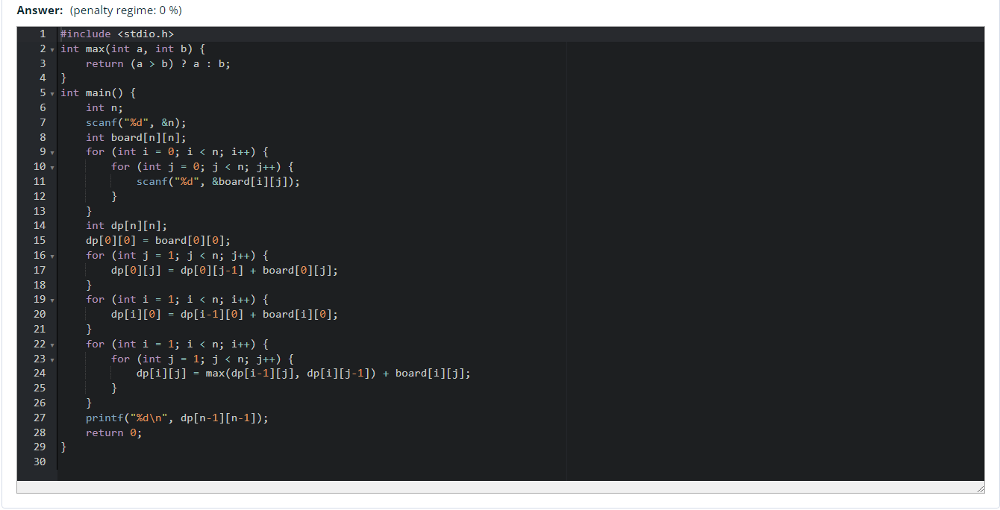 Answer: (penalty regime: 0 %)
1 #include <stdio.h>
2 int max(int a, int b) {
3     return (a > b) ? a : b;
4 }
5 int main() {
6     int n;
7     scanf("%d", &n);
8     int board[n][n];
9     for (int i = 0; i < n; i++) {
10         for (int j = 0; j < n; j++) {
11             scanf("%d", &board[i][j]);
12         }
13     }
14     int dp[n][n];
15     dp[0][0] = board[0][0];
16     for (int j = 1; j < n; j++) {
17         dp[0][j] = dp[0][j-1] + board[0][j];
18     }
19     for (int i = 1; i < n; i++) {
20         dp[i][0] = dp[i-1][0] + board[i][0];
21     }
22     for (int i = 1; i < n; i++) {
23         for (int j = 1; j < n; j++) {
24             dp[i][j] = max(dp[i-1][j], dp[i][j-1]) + board[i][j];
25         }
26     }
27     printf("%d\n", dp[n-1][n-1]);
28     return 0;
29 }
30